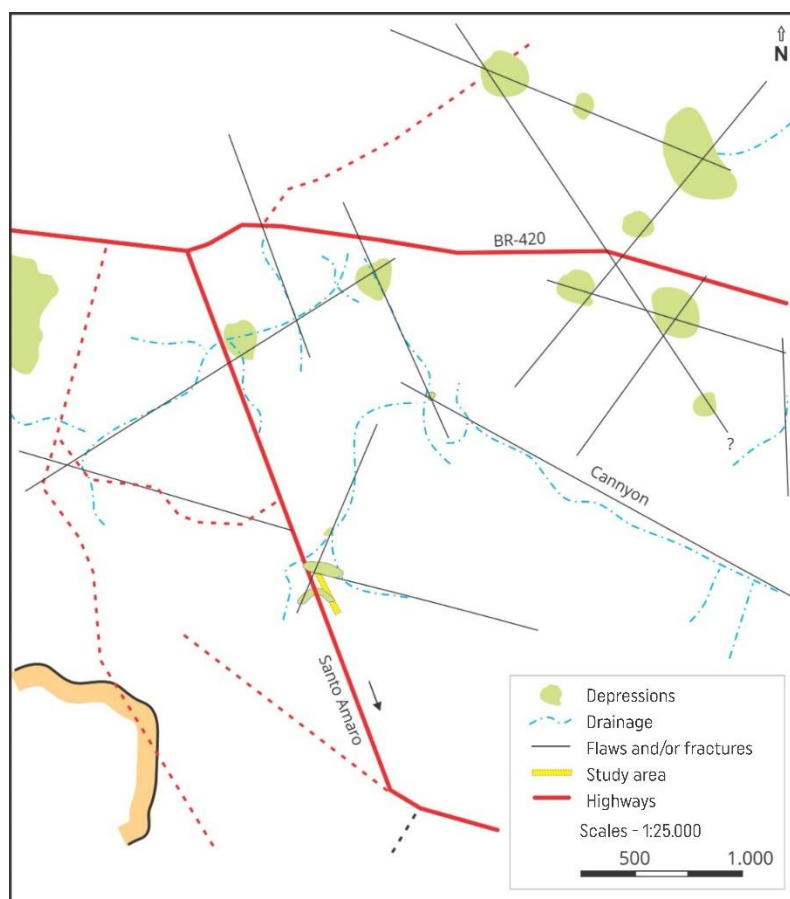 N
BR-420
?
Cannyon
Santo Amaro
Depressions
Drainage
Flaws and/or fractures
Study area
Highways
Scales - 1:25.000
500 1.000